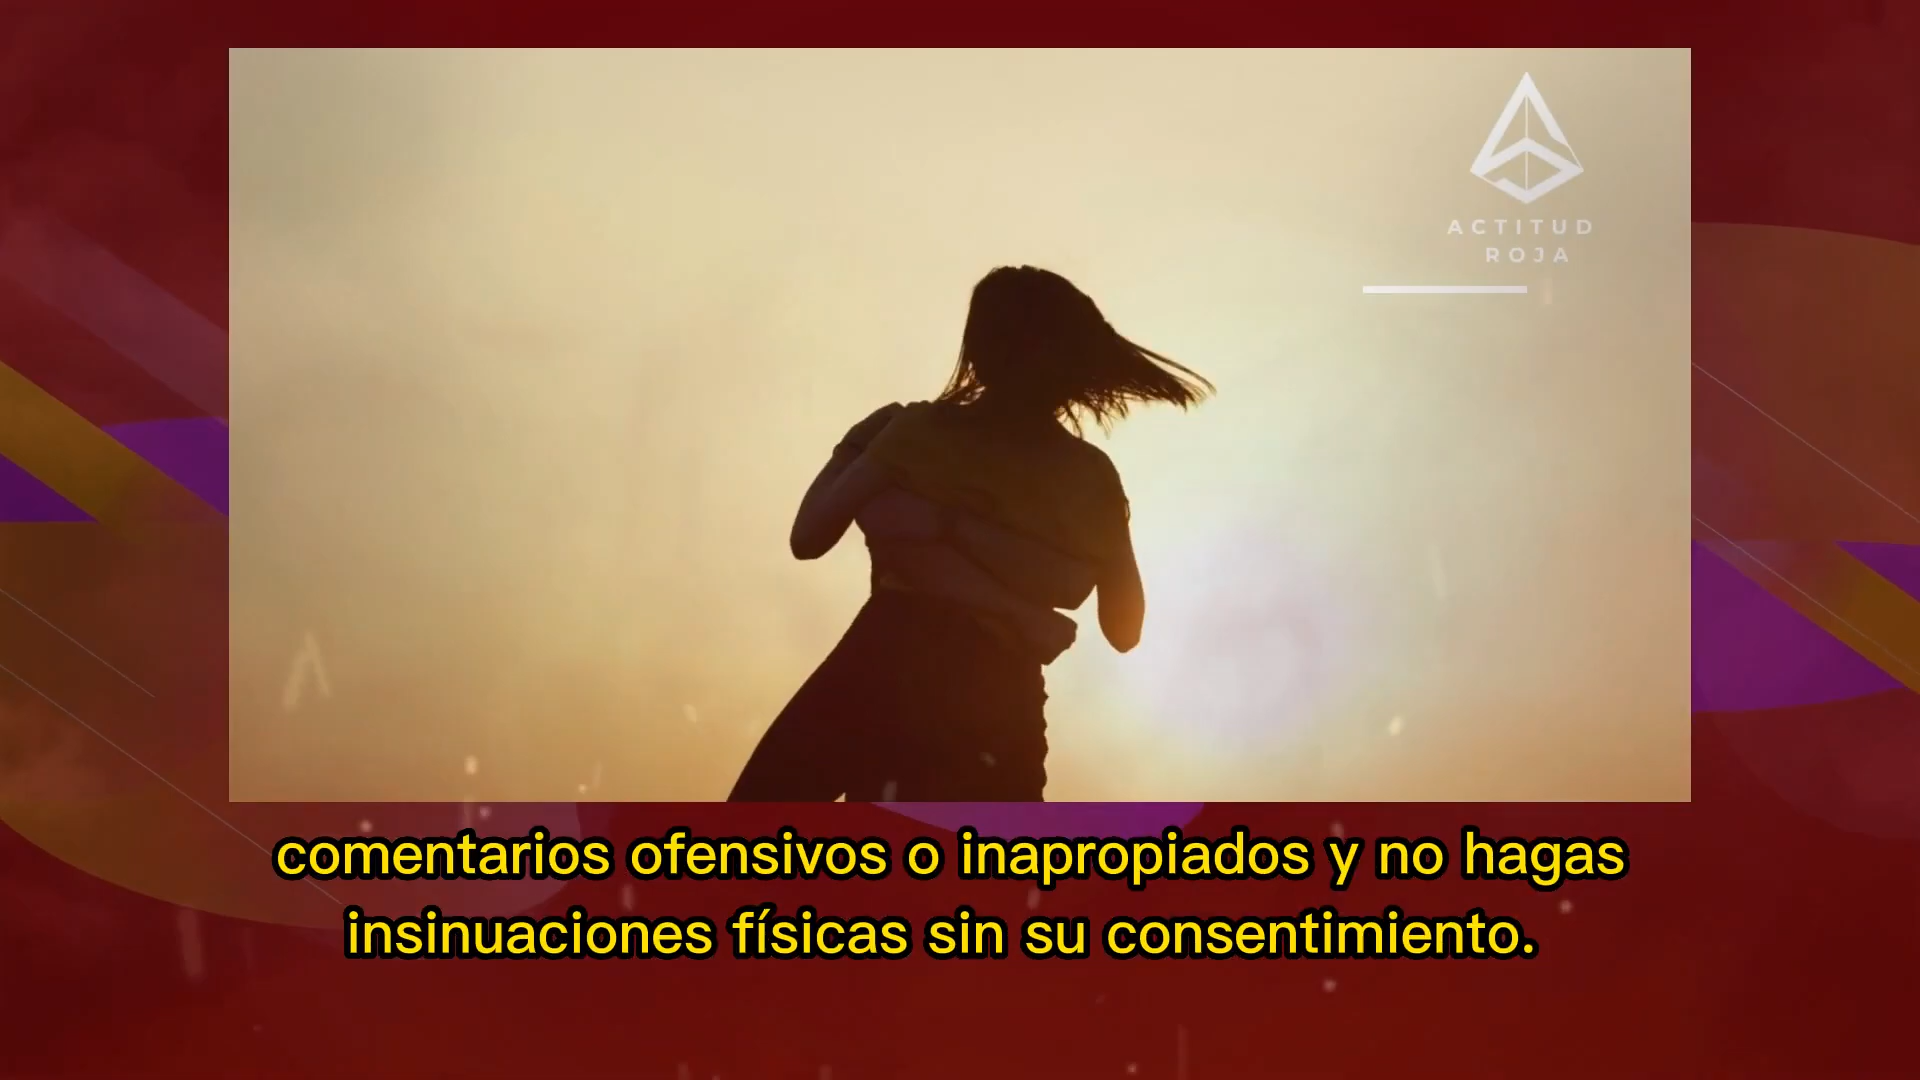 ACTITUD
ROJA
comentarios ofensivos o inapropiados y no hagas
insinuaciones físicas sin su consentimiento.